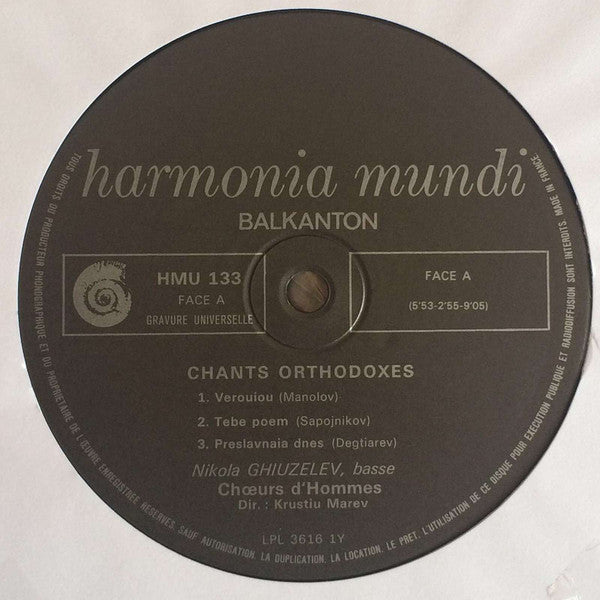 harmonia mundi
BALKANTON
HMU 133
FACE A
GRAVURE UNIVERSELLE
FACE A
(5'53-2'55-9'05)
CHANTS ORTHODOXES
1. Verouiou (Manolov)
2. Tebe poem (Sapojnikov)
3. Preslavnaia dnes (Degtiarev)
Nikola GHIUZELEV, basse
Chœurs d'Hommes
Dir.: Krustiu Marev
LPL 3616 1Y
TOUS DROITS DU PRODUCTEUR PHONOGRAPHIQUE ET DU PROPRIETAIRE DE L'ŒUVRE ENREGISTREE RESERVES. SAUF AUTORISATION. LA DUPLICATION. LA LOCATION. LE PRET. L'UTILISATION DE CE DISQUE POUR EXECUTION PUBLIQUE ET RADIODIFFUSION SONT INTERDITS. MADE IN FRANCE.